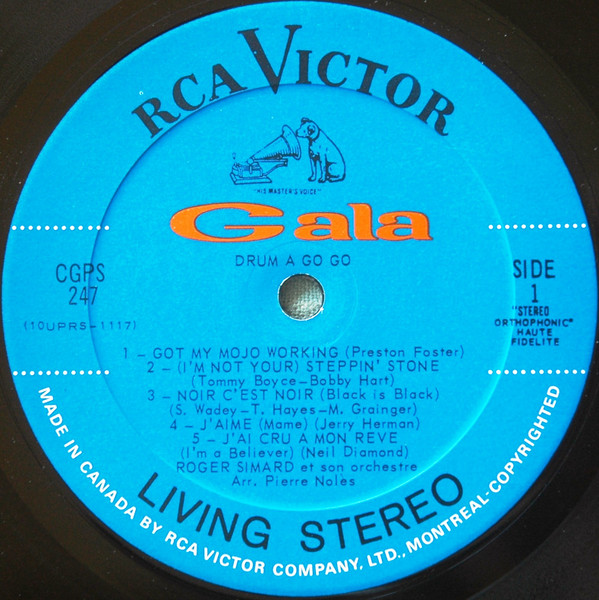 RCA VICTOR
"HIS MASTER'S VOICE"
Gala
DRUM A GO GO
CGPS
247
(10UPRS-1117)
SIDE
1
"STEREO
ORTHOPHONIC"
HAUTE
FIDELITE
1 – GOT MY MOJO WORKING (Preston Foster)
2 – (I'M NOT YOUR) STEPPIN' STONE
(Tommy Boyce-Bobby Hart)
3 – NOIR C'EST NOIR (Black is Black)
(S. Wadey-T. Hayes-M. Grainger)
4 – J'AIME (Mame) (Jerry Herman)
5 – J'AI CRU A MON REVE
(I'm a Believer) (Neil Diamond)
ROGER SIMARD et son orchestre
Arr. Pierre Nolès
LIVING STEREO
MADE IN CANADA BY RCA VICTOR COMPANY, LTD., MONTREAL-COPYRIGHTED